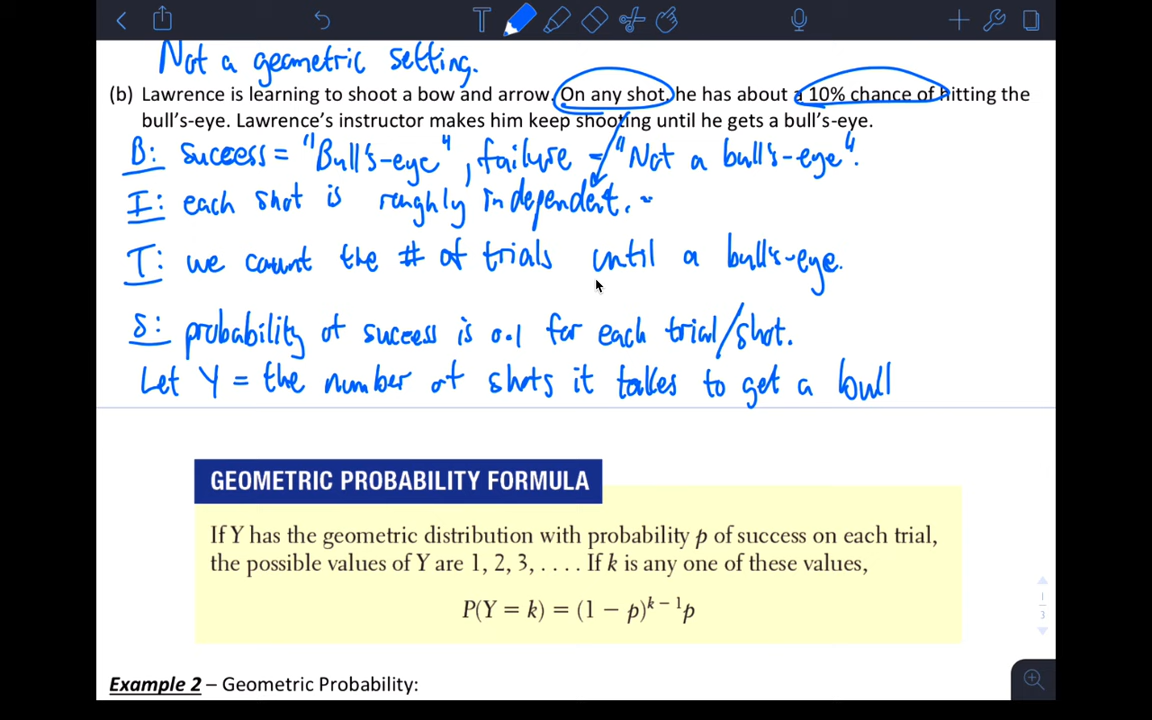 Not a geometric setting.
(b) Lawrence is learning to shoot a bow and arrow. On any shot, he has about a 10% chance of hitting the
bull's-eye. Lawrence's instructor makes him keep shooting until he gets a bull's-eye.
B: success = "Bull's-eye", failure = "Not a bull's-eye".
I: each shot is roughly independent.
T: we count the # of trials until a bull's-eye.
S: probability of success is 0.1 for each trial/shot.
Let Y = the number of shots it takes to get a bull
GEOMETRIC PROBABILITY FORMULA
If Y has the geometric distribution with probability p of success on each trial,
the possible values of Y are 1, 2, 3, . . . . If k is any one of these values,
P(Y = k) = (1 − p)^{k − 1}p
1
3
Example 2 – Geometric Probability: